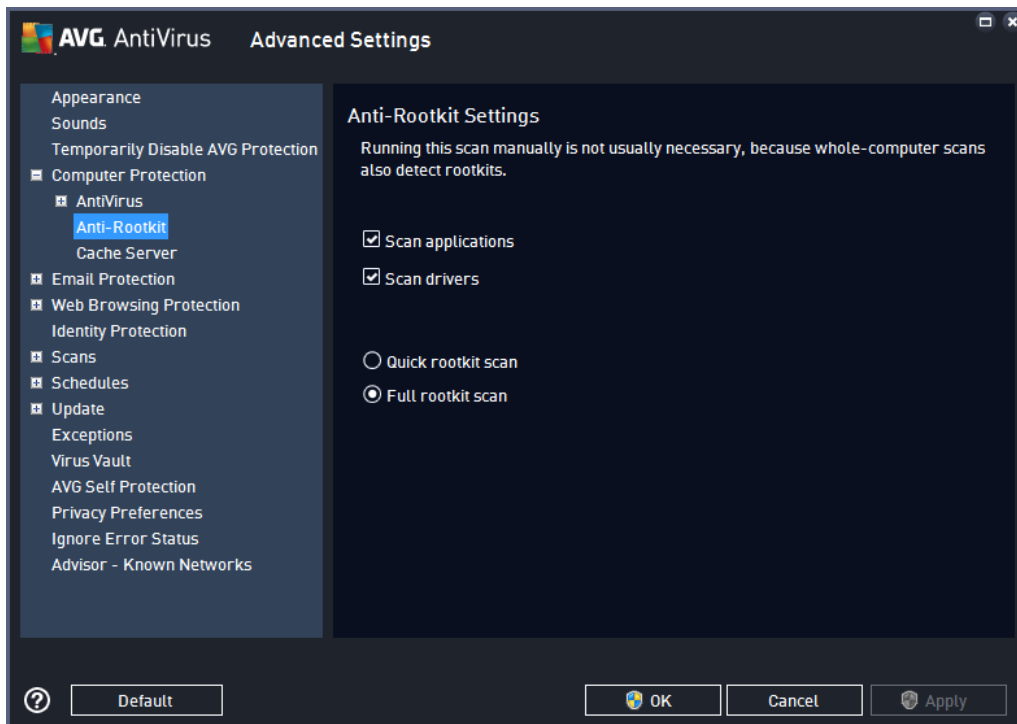 AVG. AntiVirus Advanced Settings
Appearance
Sounds
Temporarily Disable AVG Protection
Computer Protection
AntiVirus
Anti-Rootkit
Cache Server
Email Protection
Web Browsing Protection
Identity Protection
Scans
Schedules
Update
Exceptions
Virus Vault
AVG Self Protection
Privacy Preferences
Ignore Error Status
Advisor - Known Networks
Anti-Rootkit Settings
Running this scan manually is not usually necessary, because whole-computer scans
also detect rootkits.
Scan applications
Scan drivers
Quick rootkit scan
Full rootkit scan
? Default OK Cancel Apply